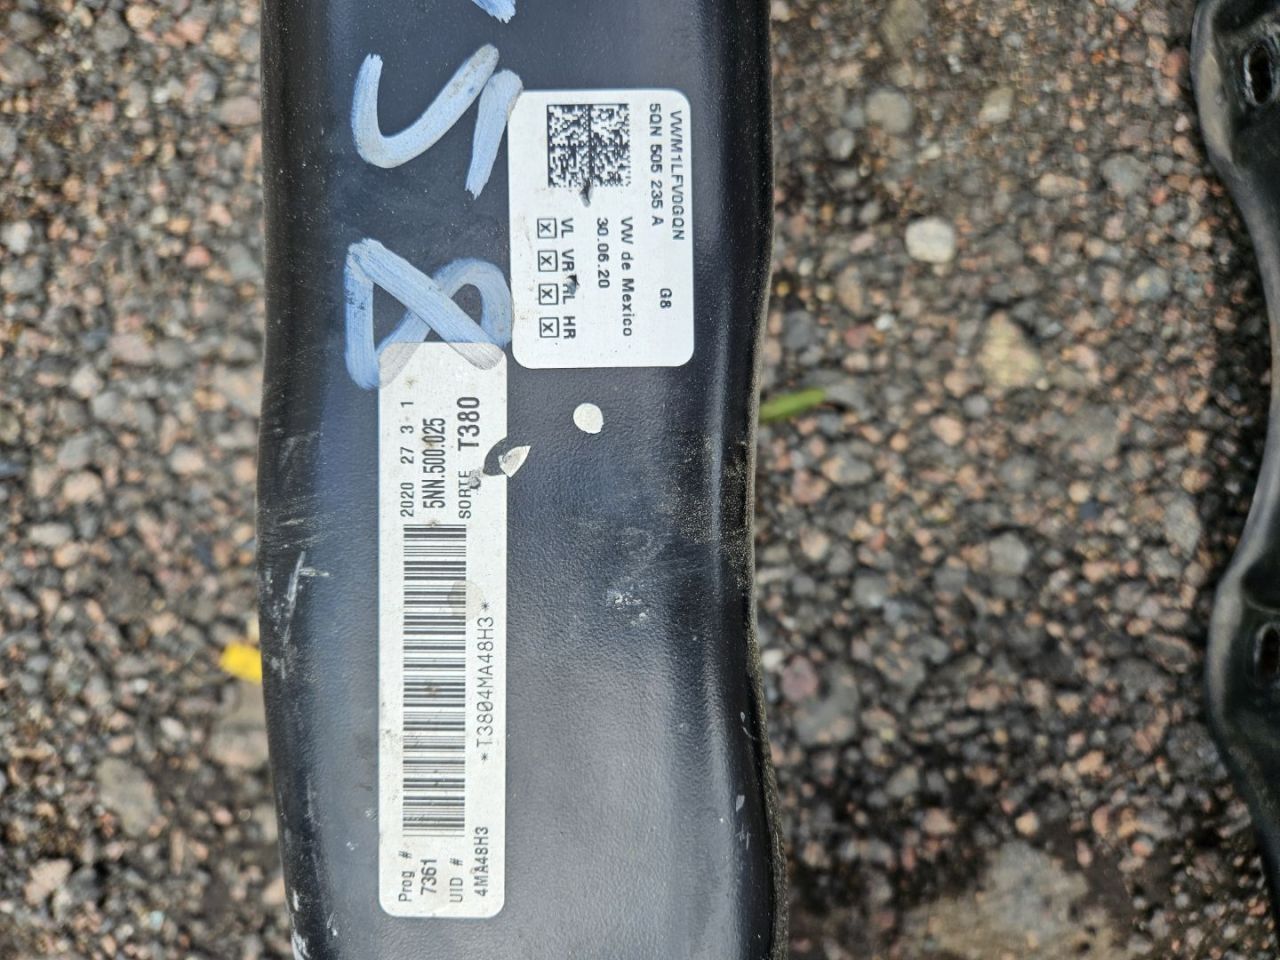 VWM1LFV0GQN
5QN 505 235 A
G8
VW de Mexico
30.06.20
VL VR HL HR
2020 27 3 1
5NN.500.025
SORTE T380
*T3804MA48H3*
Prog #
7361
UID #
4MA48H3